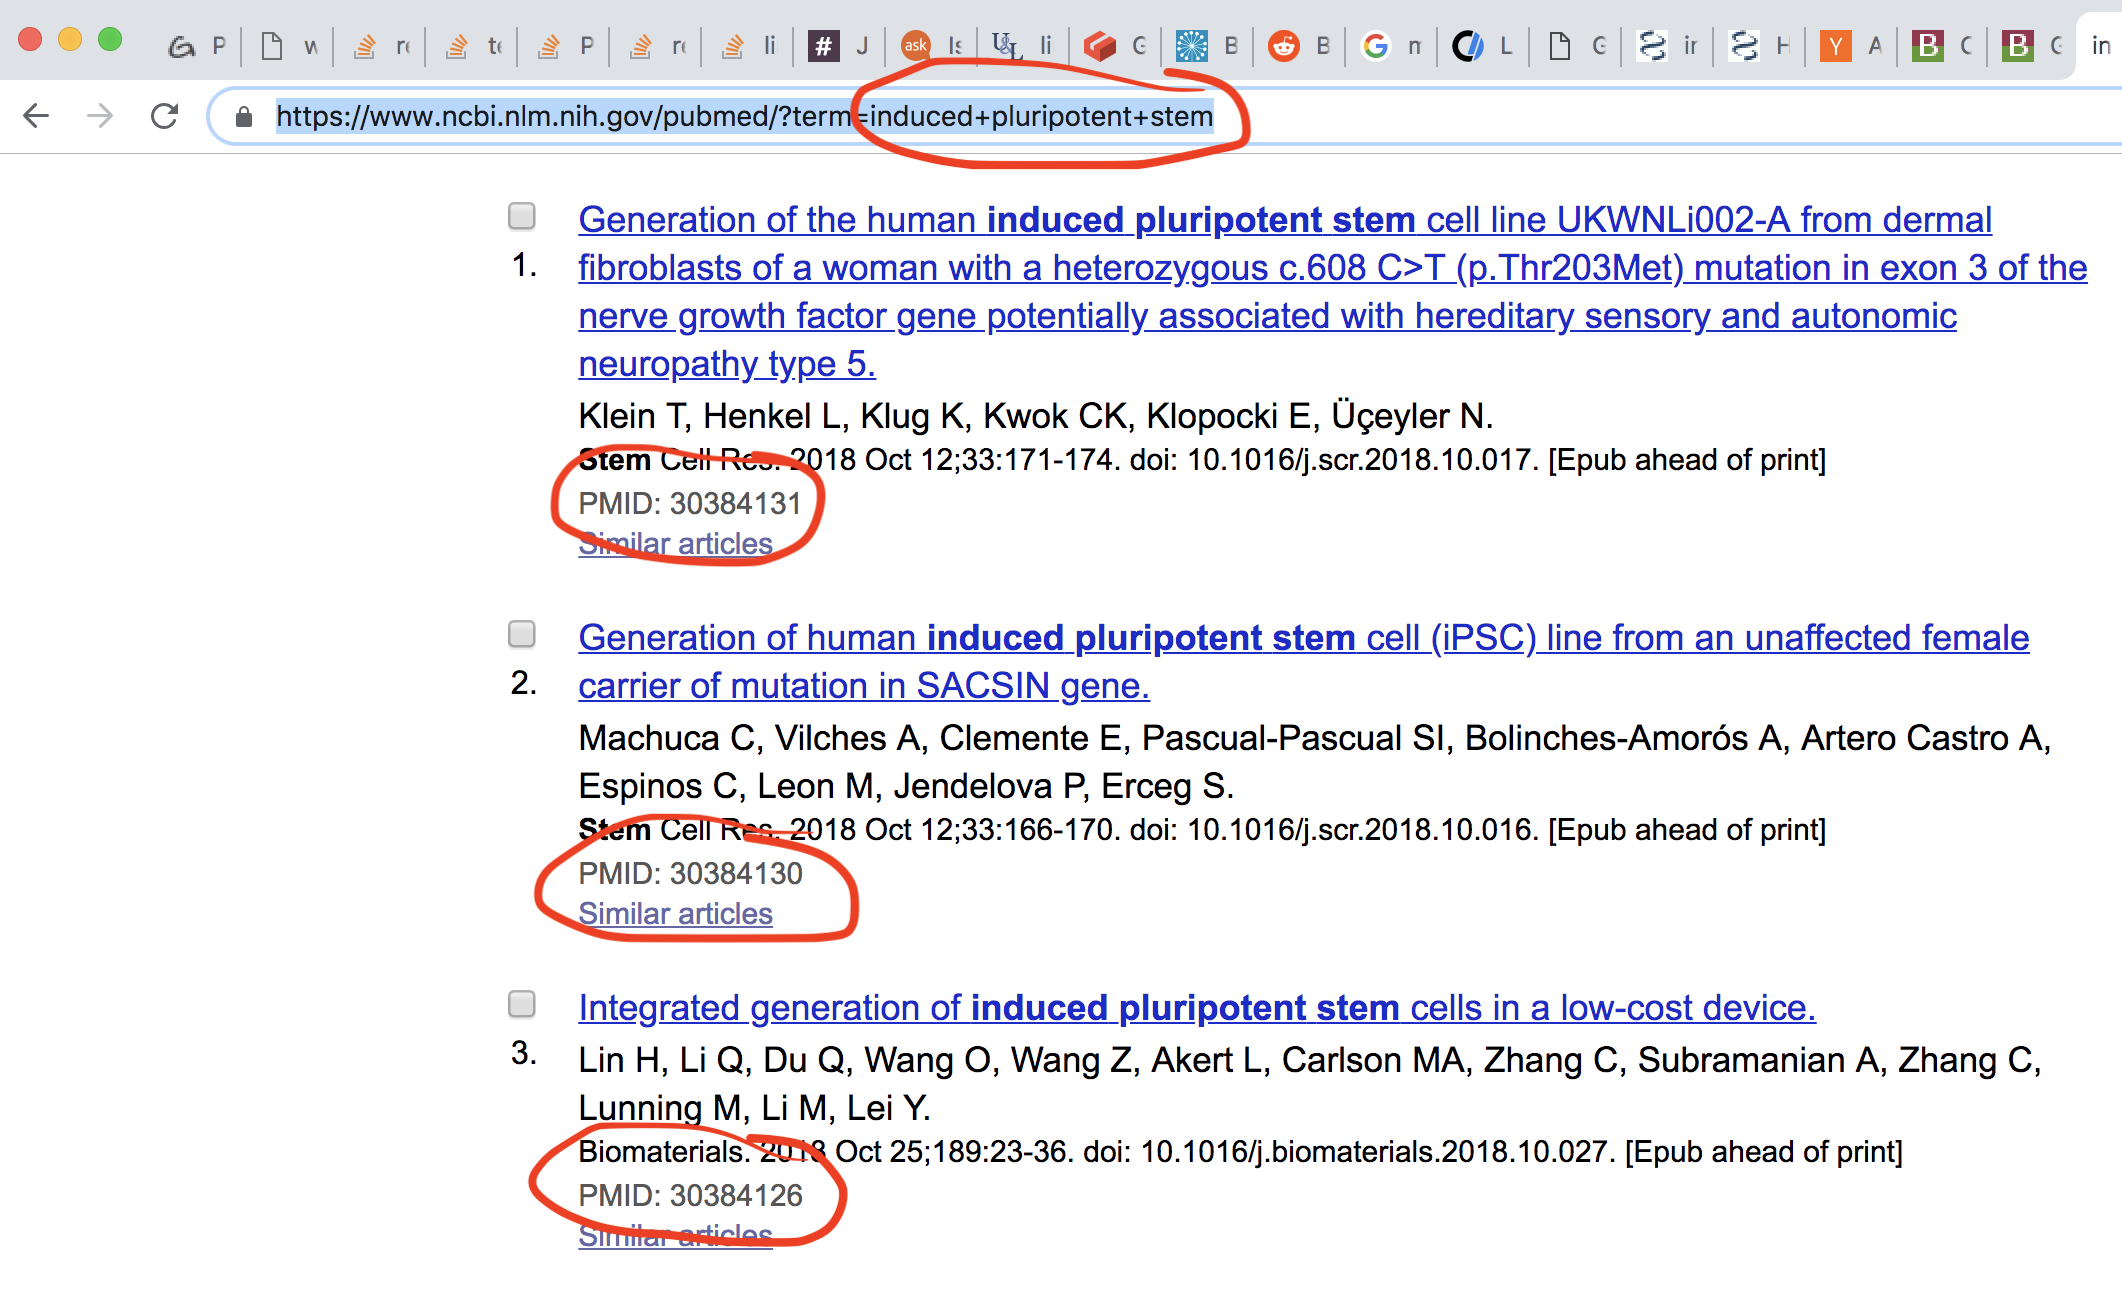 P w re te P re li # J ask Is U&L li G B B m L G ir H Y A B C B G in
https://www.ncbi.nlm.nih.gov/pubmed/?term=induced+pluripotent+stem
Generation of the human induced pluripotent stem cell line UKWNLi002-A from dermal
1. fibroblasts of a woman with a heterozygous c.608 C>T (p.Thr203Met) mutation in exon 3 of the
nerve growth factor gene potentially associated with hereditary sensory and autonomic
neuropathy type 5.
Klein T, Henkel L, Klug K, Kwok CK, Klopocki E, Üçeyler N.
Stem Cell Res. 2018 Oct 12;33:171-174. doi: 10.1016/j.scr.2018.10.017. [Epub ahead of print]
PMID: 30384131
Similar articles
Generation of human induced pluripotent stem cell (iPSC) line from an unaffected female
2. carrier of mutation in SACSIN gene.
Machuca C, Vilches A, Clemente E, Pascual-Pascual SI, Bolinches-Amorós A, Artero Castro A,
Espinos C, Leon M, Jendelova P, Erceg S.
Stem Cell Res. 2018 Oct 12;33:166-170. doi: 10.1016/j.scr.2018.10.016. [Epub ahead of print]
PMID: 30384130
Similar articles
Integrated generation of induced pluripotent stem cells in a low-cost device.
3. Lin H, Li Q, Du Q, Wang O, Wang Z, Akert L, Carlson MA, Zhang C, Subramanian A, Zhang C,
Lunning M, Li M, Lei Y.
Biomaterials. 2018 Oct 25;189:23-36. doi: 10.1016/j.biomaterials.2018.10.027. [Epub ahead of print]
PMID: 30384126
Similar articles